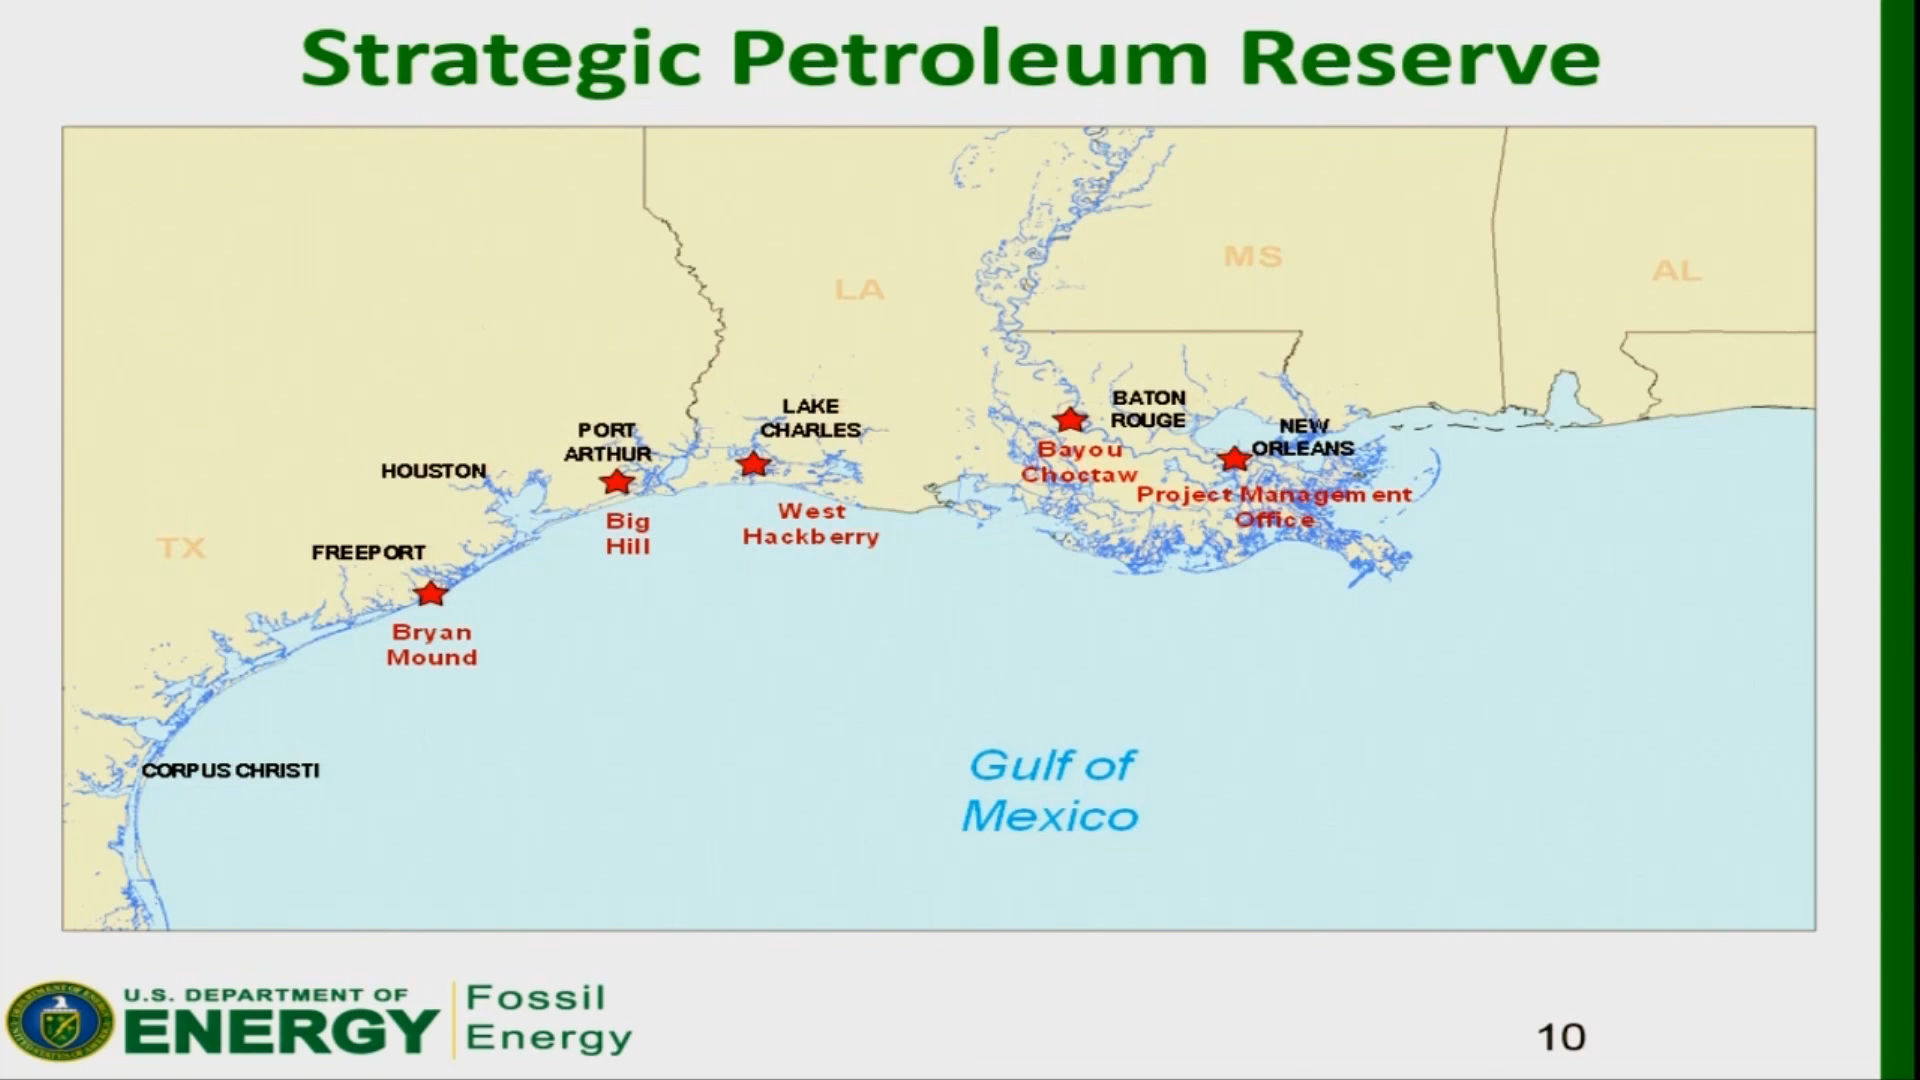 Strategic Petroleum Reserve
MS
AL
LA
BATON
ROUGE
LAKE
CHARLES
NEW
ORLEANS
PORT
ARTHUR
Bayou
Choctaw
HOUSTON
Project Management
Office
West
Hackberry
Big
Hill
TX
FREEPORT
Bryan
Mound
CORPUS CHRISTI
Gulf of
Mexico
U.S. DEPARTMENT OF
ENERGY
Fossil
Energy
10